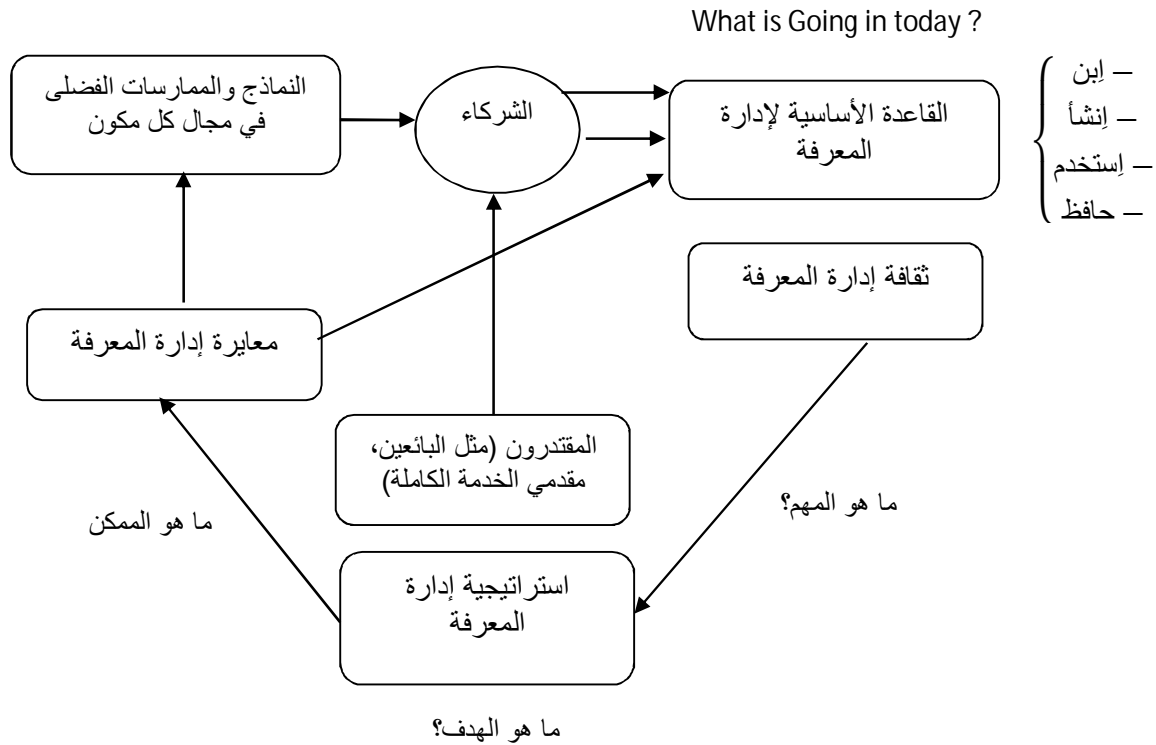 What is Going in today ?
النماذج والممارسات الفضلى
في مجال كل مكون
الشركاء
القاعدة الأساسية لإدارة
المعرفة
– اِبن
– اِنشأ
– اِستخدم
– حافظ
ثقافة إدارة المعرفة
معايرة إدارة المعرفة
المقتدرون (مثل البائعين،
مقدمي الخدمة الكاملة)
ما هو المهم؟
ما هو الممكن
استراتيجية إدارة
المعرفة
ما هو الهدف؟